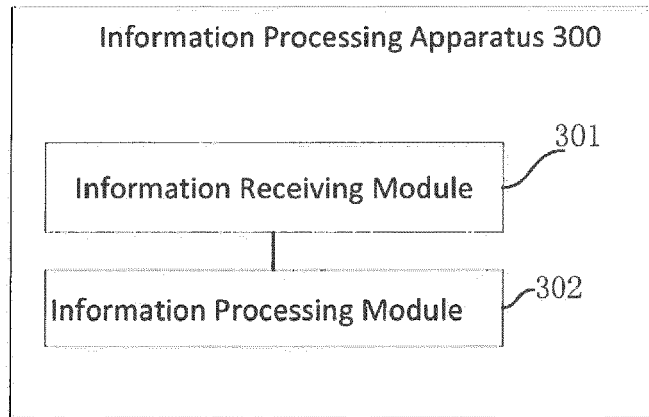 Information Processing Apparatus 300
301
Information Receiving Module
302
Information Processing Module